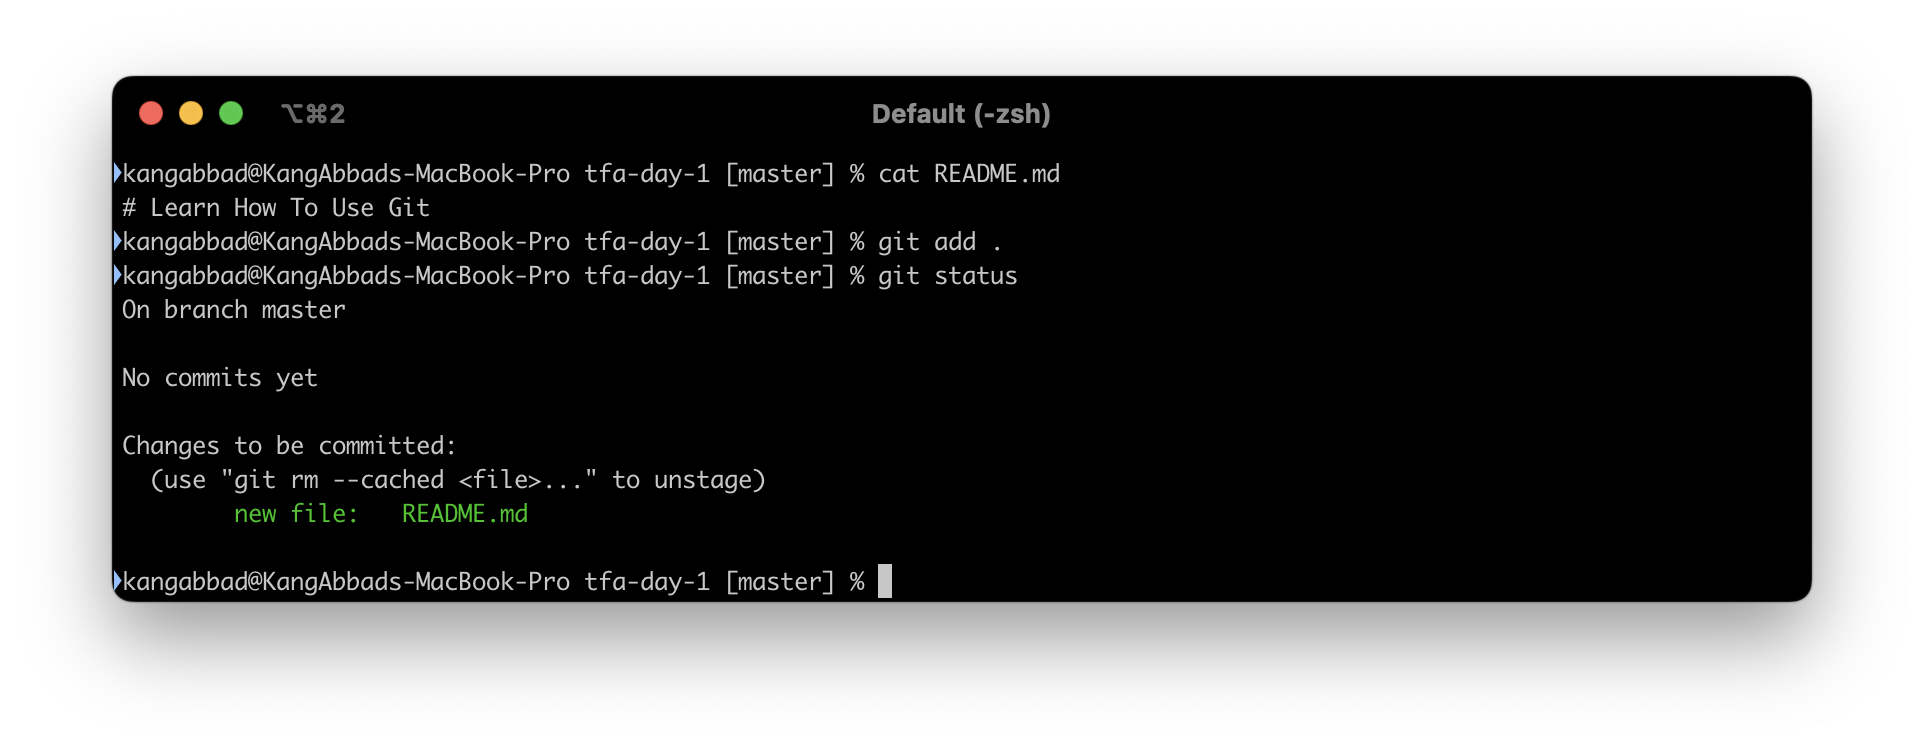 ⌥⌘2
Default (-zsh)
kangabbad@KangAbbads-MacBook-Pro tfa-day-1 [master] % cat README.md
# Learn How To Use Git
kangabbad@KangAbbads-MacBook-Pro tfa-day-1 [master] % git add .
kangabbad@KangAbbads-MacBook-Pro tfa-day-1 [master] % git status
On branch master
No commits yet
Changes to be committed:
(use "git rm --cached <file>..." to unstage)
new file:   README.md
kangabbad@KangAbbads-MacBook-Pro tfa-day-1 [master] %